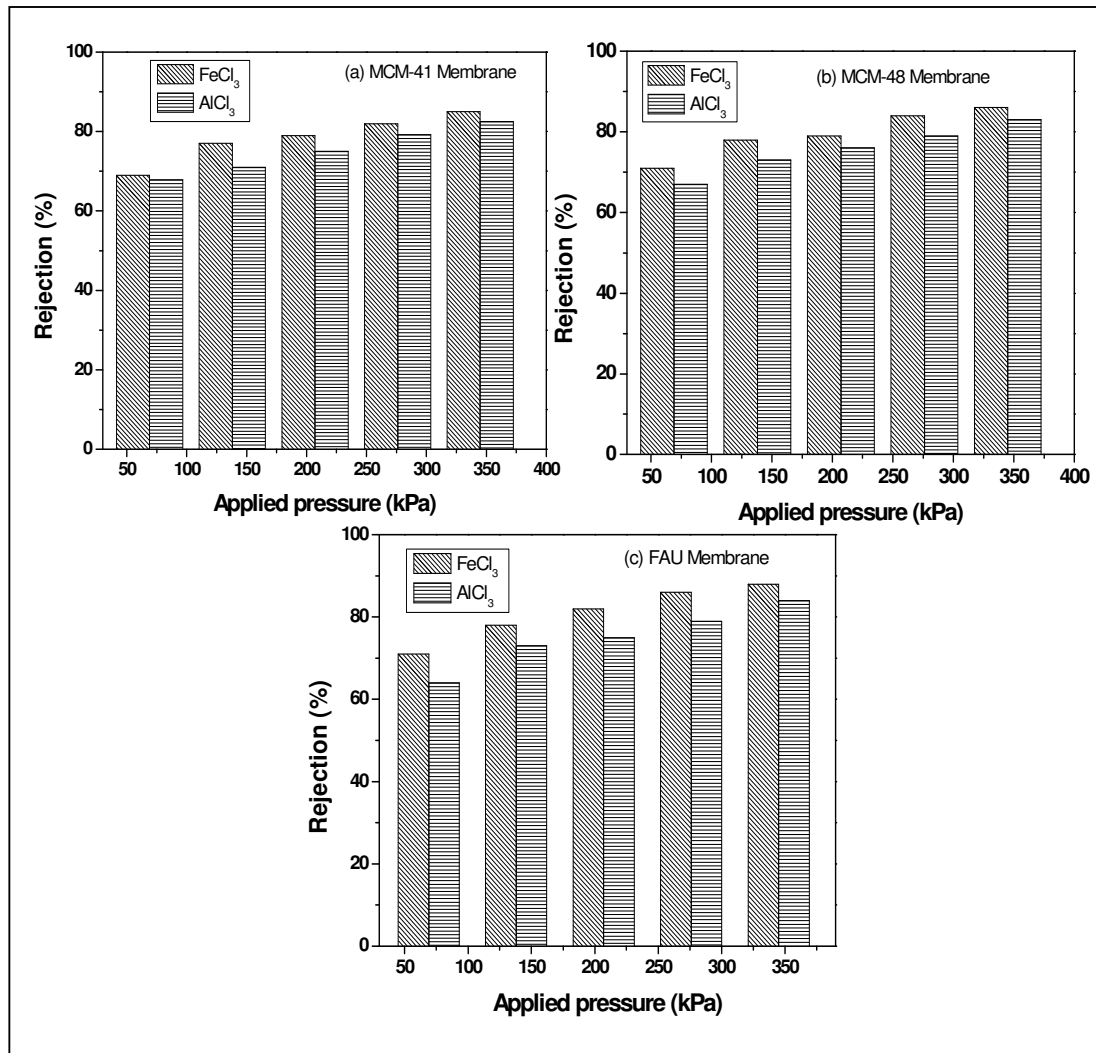 (a) MCM-41 Membrane
FeCl₃
AlCl₃
Rejection (%)
100
80
60
40
20
0
50 100 150 200 250 300 350 400
Applied pressure (kPa)
(b) MCM-48 Membrane
FeCl₃
AlCl₃
Rejection (%)
100
80
60
40
20
0
50 100 150 200 250 300 350 400
Applied pressure (kPa)
(c) FAU Membrane
FeCl₃
AlCl₃
Rejection (%)
100
80
60
40
20
0
50 100 150 200 250 300 350
Applied pressure (kPa)